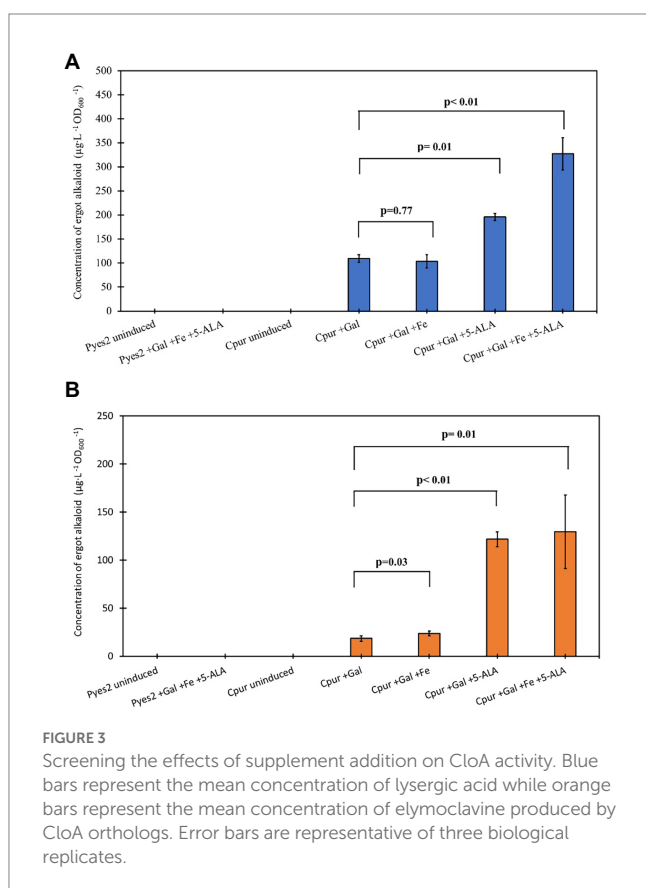 A
Concentration of ergot alkaloid (µg·L⁻¹OD₆₀₀⁻¹)
500
450
400
350
300
250
200
150
100
50
0
p< 0.01
p= 0.01
p=0.77
Pyes2 uninduced
Pyes2 +Gal +Fe +5-ALA
Cpur uninduced
Cpur +Gal
Cpur +Gal +Fe
Cpur +Gal +5-ALA
Cpur +Gal +Fe +5-ALA
B
Concentration of ergot alkaloid (µg·L⁻¹OD₆₀₀⁻¹)
250
200
150
100
50
0
p= 0.01
p< 0.01
p=0.03
Pyes2 uninduced
Pyes2 +Gal +Fe +5-ALA
Cpur uninduced
Cpur +Gal
Cpur +Gal +Fe
Cpur +Gal +5-ALA
Cpur +Gal +Fe +5-ALA
FIGURE 3
Screening the effects of supplement addition on CloA activity. Blue
bars represent the mean concentration of lysergic acid while orange
bars represent the mean concentration of elymoclavine produced by
CloA orthologs. Error bars are representative of three biological
replicates.